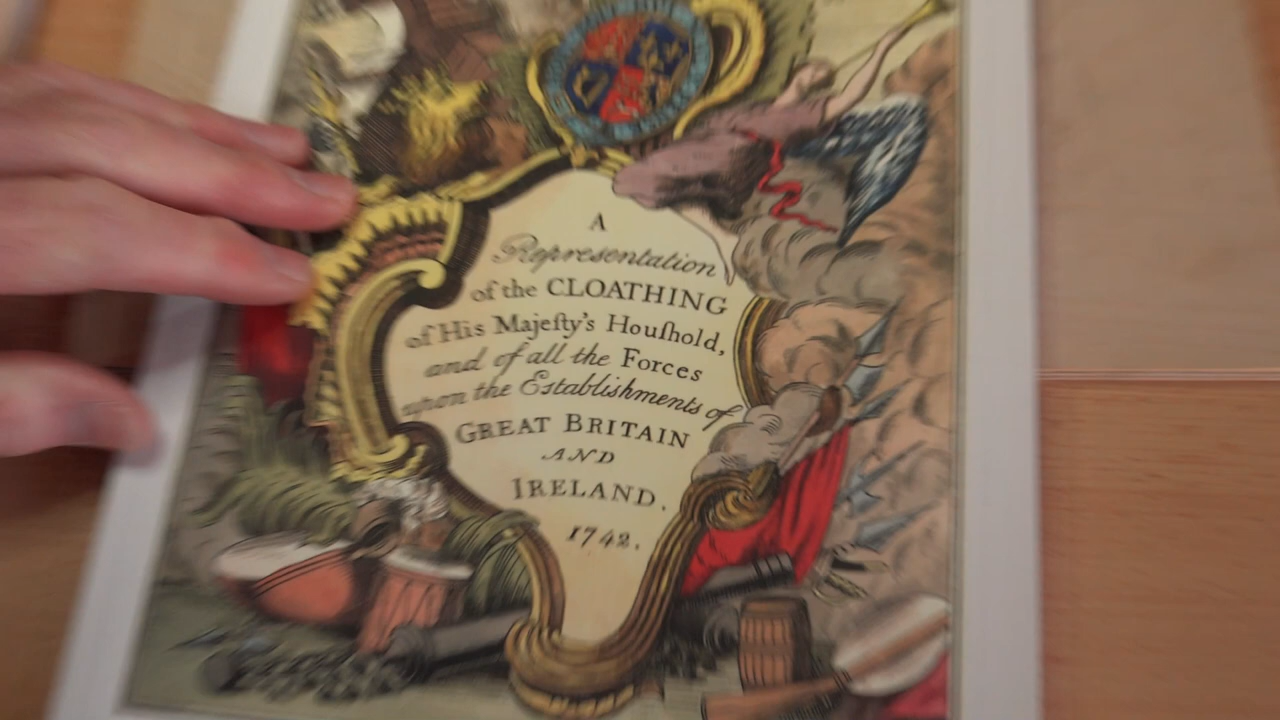 A
Representation
of the CLOATHING
of His Majeſty's Houſhold,
and of all the Forces
upon the Establishments of
GREAT BRITAIN
AND
IRELAND.
1742.